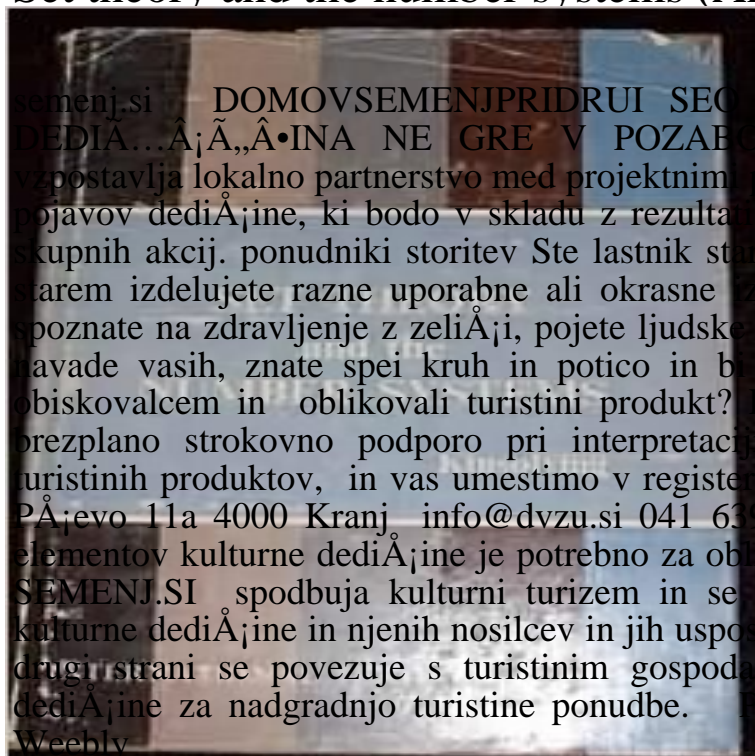 semenj.si DOMOVSEMENJPRIDRUI SEO
DEDIÃ…Â¡Ã„Â•INA NE GRE V POZABO
vzpostavlja lokalno partnerstvo med projektnimi
pojavov dediÅ¡ine, ki bodo v skladu z rezultat
skupnih akcij. ponudniki storitev Ste lastnik star
starem izdelujete razne uporabne ali okrasne
spoznate na zdravljenje z zeliÅ¡i, pojete ljudske
navade vasih, znate spei kruh in potico in bi
obiskovalcem in oblikovali turistini produkt?
brezplano strokovno podporo pri interpretacij
turistinih produktov, in vas umestimo v register
PÅ¡evo 11a 4000 Kranj info@dvzu.si 041 63
elementov kulturne dediÅ¡ine je potrebno za obl
SEMENJ.SI spodbuja kulturni turizem in se
kulturne dediÅ¡ine in njenih nosilcev in jih uspos
drugi strani se povezuje s turistinim gospoda
dediÅ¡ine za nadgradnjo turistine ponudbe.
Weebly
and the
NUMBER SYSTEMS